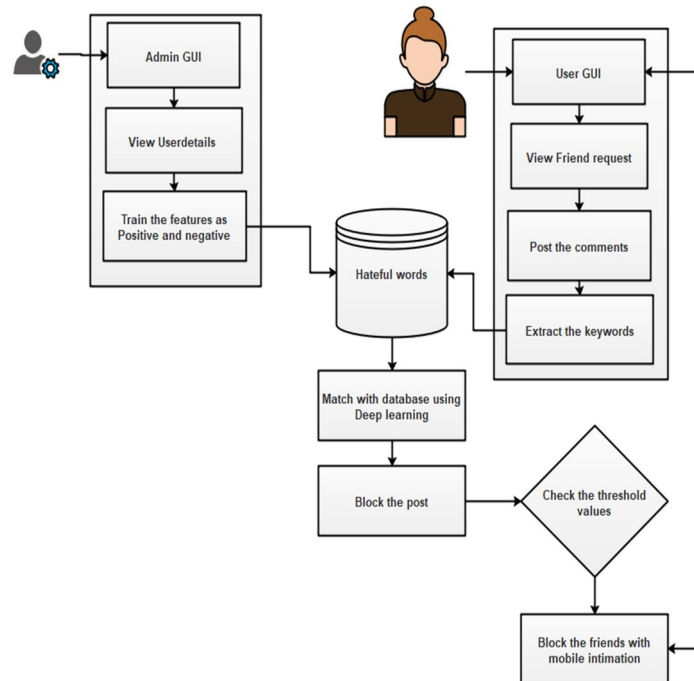 Admin GUI
View Userdetails
Train the features as
Positive and negative
User GUI
View Friend request
Post the comments
Extract the keywords
Hateful words
Match with database using
Deep learning
Block the post
Check the threshold
values
Block the friends with
mobile intimation